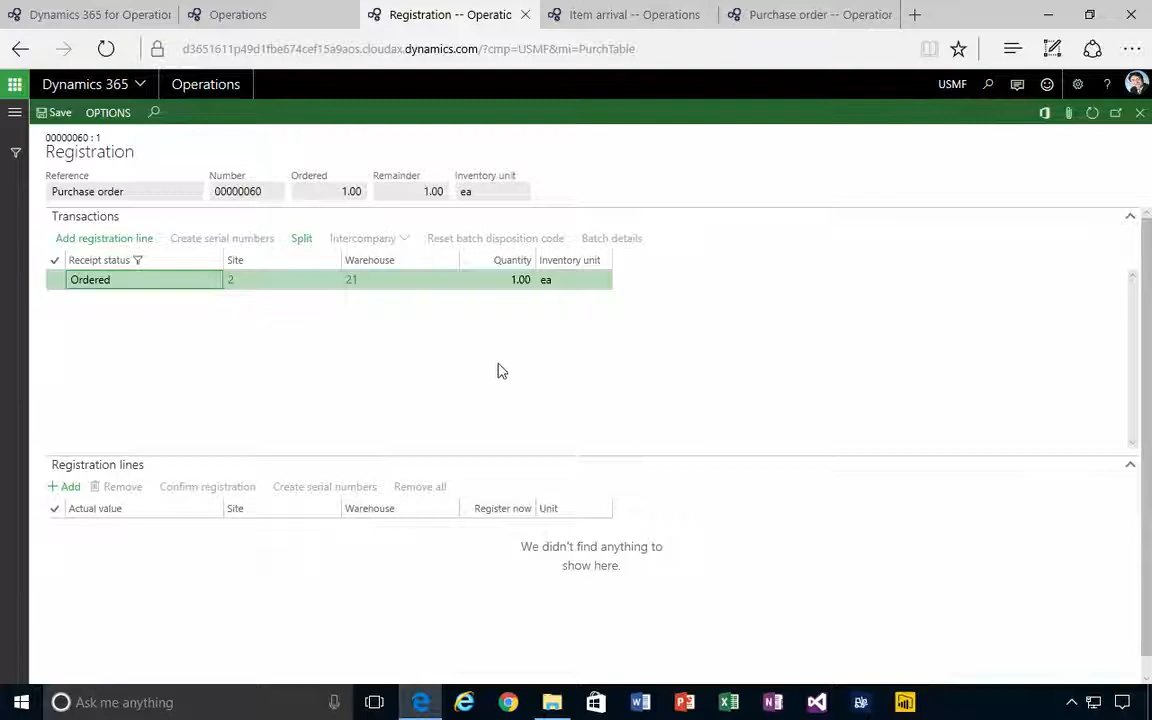 Dynamics 365 for Operation
Operations
Registration -- Operatic
Item arrival -- Operations
Purchase order -- Operation
d3651611p49d1fbe674cef15a9aos.cloudax.dynamics.com/?cmp=USMF&mi=PurchTable
Dynamics 365
Operations
USMF
?
Save
OPTIONS
00000060 : 1
Registration
Reference
Number
Ordered
Remainder
Inventory unit
Purchase order
00000060
1.00
1.00
ea
Transactions
Add registration line
Create serial numbers
Split
Intercompany
Reset batch disposition code
Batch details
Receipt status
Site
Warehouse
Quantity
Inventory unit
Ordered
2
21
1.00
ea
Registration lines
+ Add
Remove
Confirm registration
Create serial numbers
Remove all
Actual value
Site
Warehouse
Register now
Unit
We didn't find anything to
show here.
Ask me anything